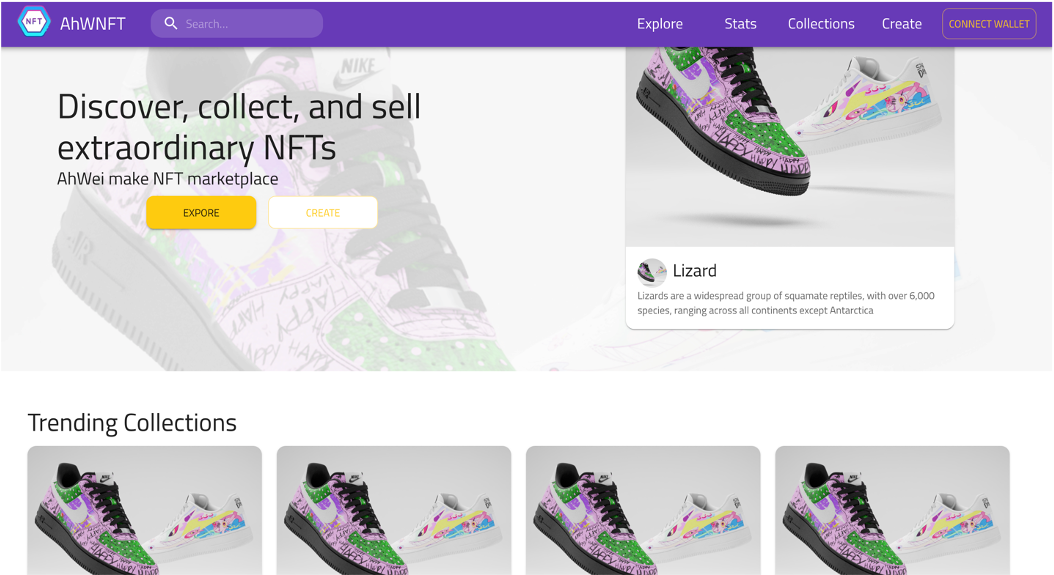 NFT
AhWNFT
Search...
Explore
Stats
Collections
Create
CONNECT WALLET
Discover, collect, and sell
extraordinary NFTs
AhWei make NFT marketplace
EXPORE
CREATE
NIKE
HAPPY
Lizard
Lizards are a widespread group of squamate reptiles, with over 6,000
species, ranging across all continents except Antarctica
Trending Collections